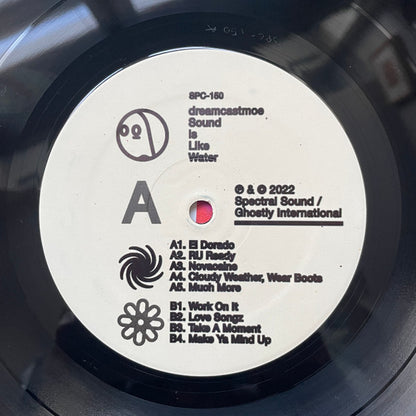 SPC-150
dreamcastmoe
Sound
Is
Like
Water
A
℗ & © 2022
Spectral Sound /
Ghostly International
A1. El Dorado
A2. RU Ready
A3. Novacaine
A4. Cloudy Weather, Wear Boots
A5. Much More
B1. Work On It
B2. Love Songz
B3. Take A Moment
B4. Make Ya Mind Up